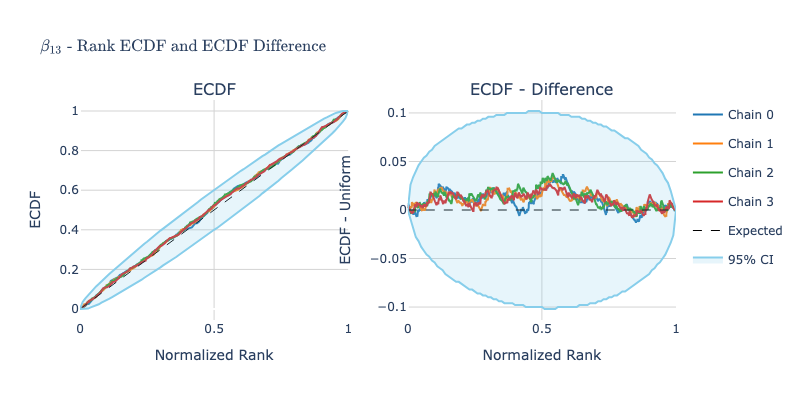 β₁₃ - Rank ECDF and ECDF Difference
ECDF
ECDF - Difference
ECDF
1
0.8
0.6
0.4
0.2
0
0
0.5
1
Normalized Rank
ECDF - Uniform
0.1
0.05
0
−0.05
−0.1
0
0.5
1
Normalized Rank
Chain 0
Chain 1
Chain 2
Chain 3
Expected
95% CI